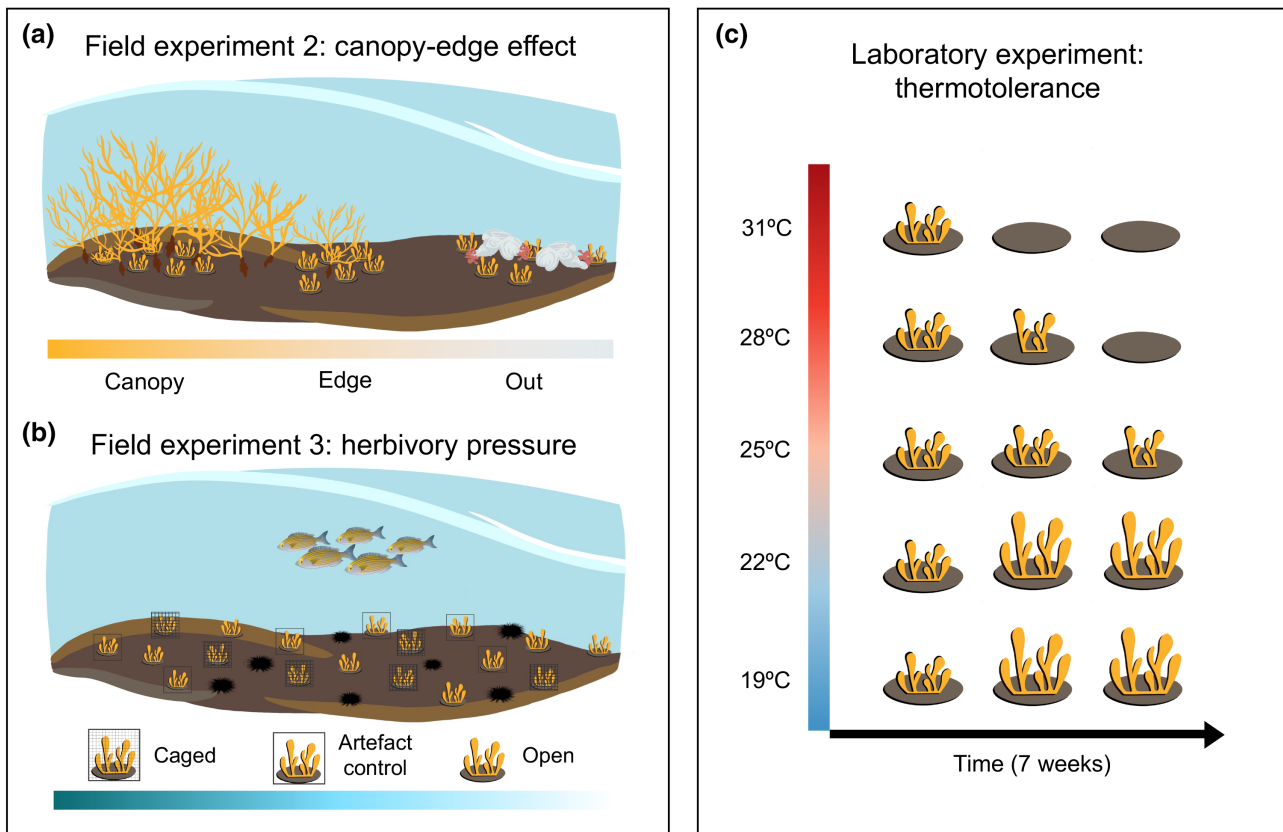 (a)
Field experiment 2: canopy-edge effect
Canopy
Edge
Out
(b)
Field experiment 3: herbivory pressure
Caged
Artefact
control
Open
(c)
Laboratory experiment:
thermotolerance
31ºC
28ºC
25ºC
22ºC
19ºC
Time (7 weeks)